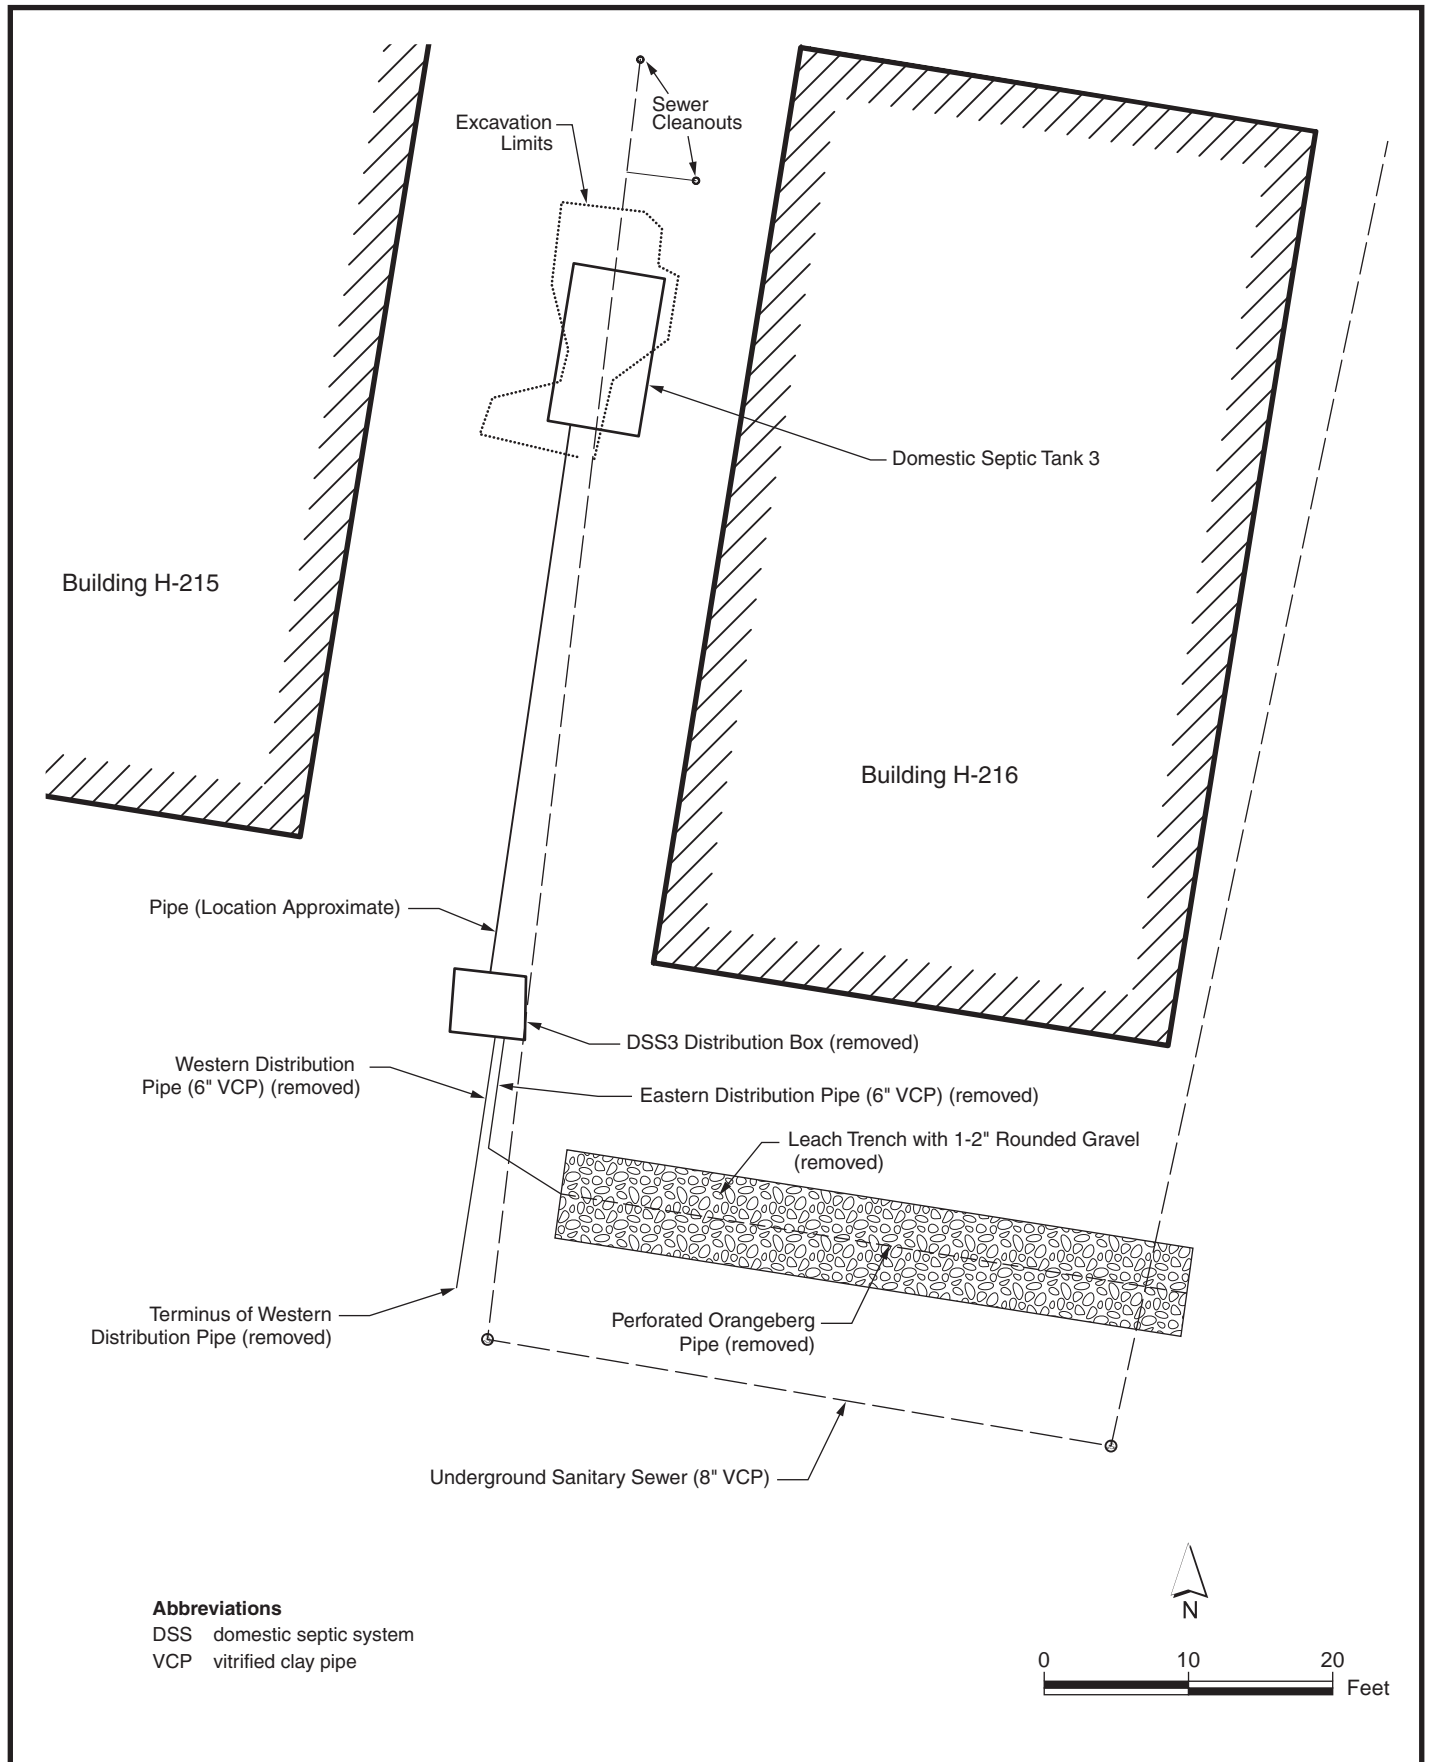 Sewer
Cleanouts
Excavation
Limits
Domestic Septic Tank 3
Building H-215
Building H-216
Pipe (Location Approximate)
DSS3 Distribution Box (removed)
Western Distribution
Pipe (6" VCP) (removed)
Eastern Distribution Pipe (6" VCP) (removed)
Leach Trench with 1-2" Rounded Gravel
(removed)
Terminus of Western
Distribution Pipe (removed)
Perforated Orangeberg
Pipe (removed)
Underground Sanitary Sewer (8" VCP)
N
Abbreviations
DSS domestic septic system
VCP vitrified clay pipe
0 10 20
Feet